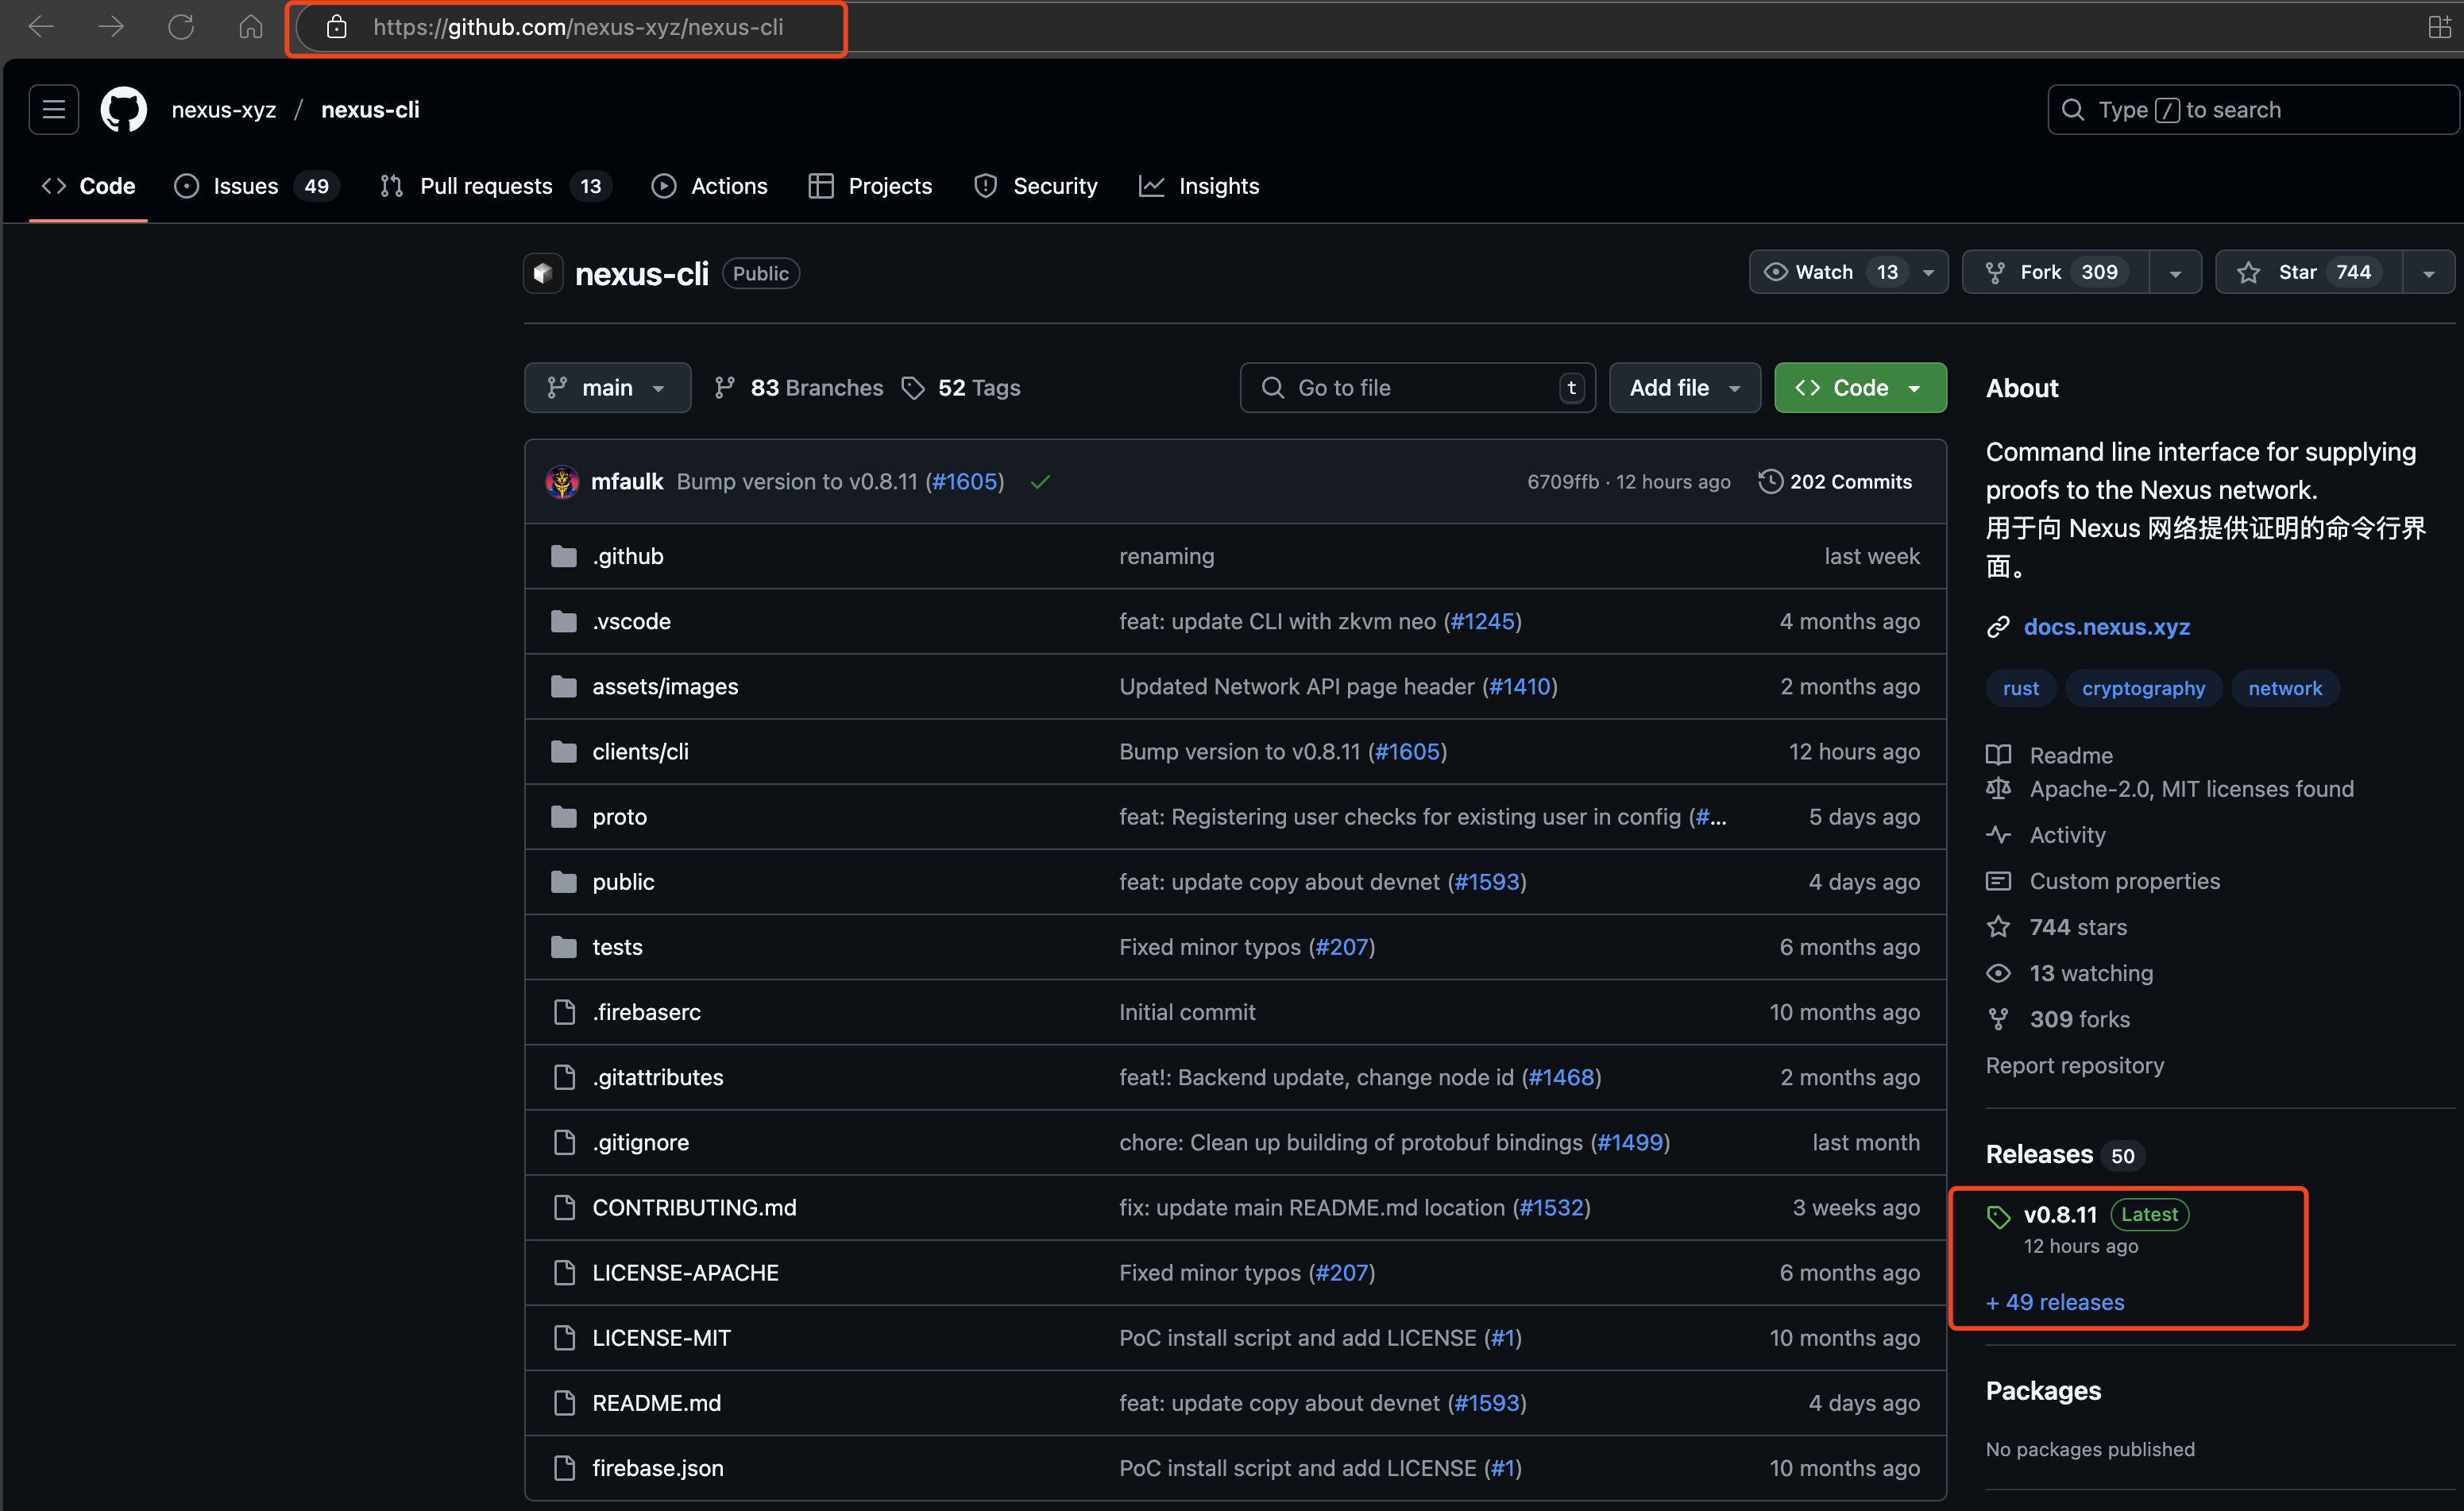 https://github.com/nexus-xyz/nexus-cli
nexus-xyz / nexus-cli
Type / to search
Code
Issues 49
Pull requests 13
Actions
Projects
Security
Insights
nexus-cli Public
Watch 13
Fork 309
Star 744
main
83 Branches
52 Tags
Go to file t
Add file
Code
mfaulk Bump version to v0.8.11 (#1605)
6709ffb · 12 hours ago
202 Commits
.github renaming last week
.vscode feat: update CLI with zkvm neo (#1245) 4 months ago
assets/images Updated Network API page header (#1410) 2 months ago
clients/cli Bump version to v0.8.11 (#1605) 12 hours ago
proto feat: Registering user checks for existing user in config (#... 5 days ago
public feat: update copy about devnet (#1593) 4 days ago
tests Fixed minor typos (#207) 6 months ago
.firebaserc Initial commit 10 months ago
.gitattributes feat!: Backend update, change node id (#1468) 2 months ago
.gitignore chore: Clean up building of protobuf bindings (#1499) last month
CONTRIBUTING.md fix: update main README.md location (#1532) 3 weeks ago
LICENSE-APACHE Fixed minor typos (#207) 6 months ago
LICENSE-MIT PoC install script and add LICENSE (#1) 10 months ago
README.md feat: update copy about devnet (#1593) 4 days ago
firebase.json PoC install script and add LICENSE (#1) 10 months ago
About
Command line interface for supplying
proofs to the Nexus network.
用于向 Nexus 网络提供证明的命令行界
面。
docs.nexus.xyz
rust cryptography network
Readme
Apache-2.0, MIT licenses found
Activity
Custom properties
744 stars
13 watching
309 forks
Report repository
Releases 50
v0.8.11 Latest
12 hours ago
+ 49 releases
Packages
No packages published